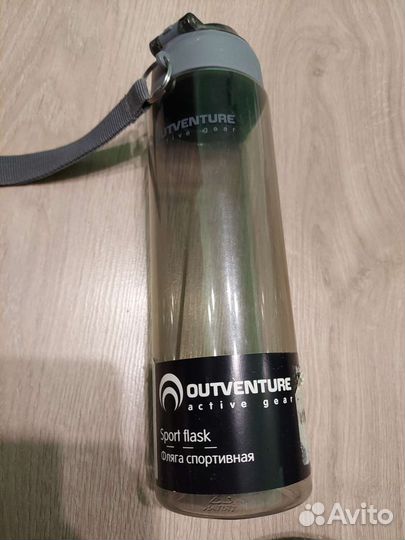 OUTVENTURE
active gear
OUTVENTURE
active gear
Sport flask
Фляга спортивная
Avito